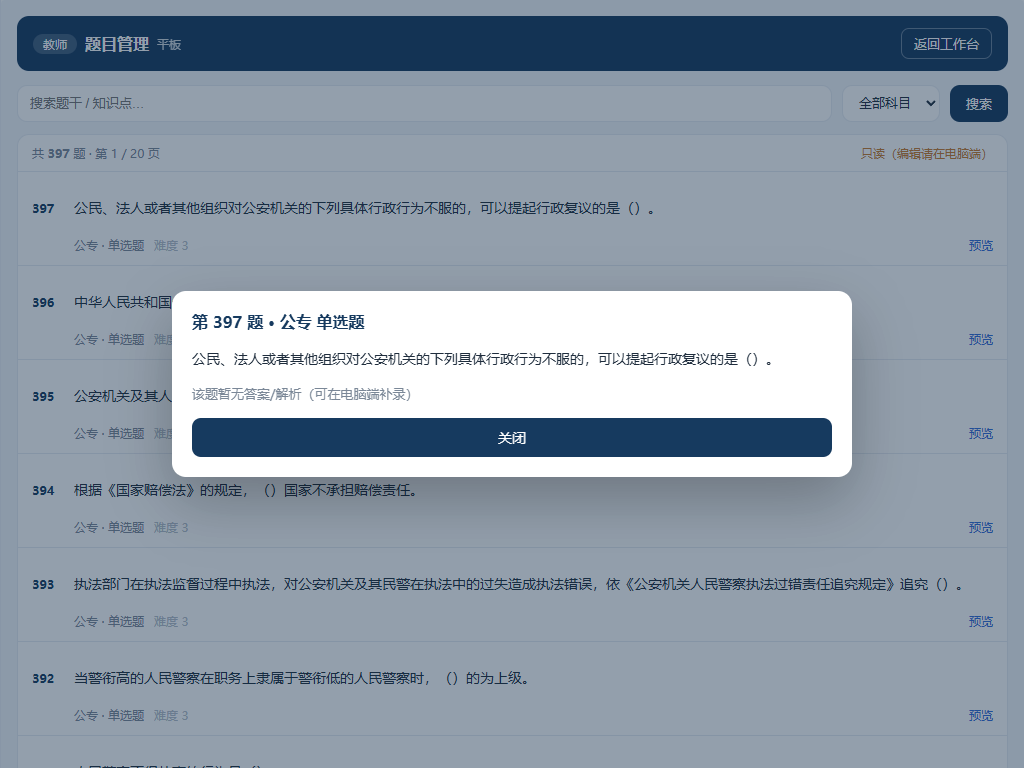 教师 题目管理 平板 返回工作台
搜索题干 / 知识点... 全部科目 搜索
共 397 题 · 第 1 / 20 页 只读（编辑请在电脑端）
397 公民、法人或者其他组织对公安机关的下列具体行政行为不服的，可以提起行政复议的是（）。
公专 · 单选题 难度 3 预览
396 中华人民共和国
公专 · 单选题 难度 预览
第 397 题 • 公专 单选题
公民、法人或者其他组织对公安机关的下列具体行政行为不服的，可以提起行政复议的是（）。
该题暂无答案/解析（可在电脑端补录）
关闭
395 公安机关及其人
公专 · 单选题 难度 预览
394 根据《国家赔偿法》的规定，（）国家不承担赔偿责任。
公专 · 单选题 难度 3 预览
393 执法部门在执法监督过程中执法，对公安机关及其民警在执法中的过失造成执法错误，依《公安机关人民警察执法过错责任追究规定》追究（）。
公专 · 单选题 难度 3 预览
392 当警衔高的人民警察在职务上隶属于警衔低的人民警察时，（）的为上级。
公专 · 单选题 难度 3 预览